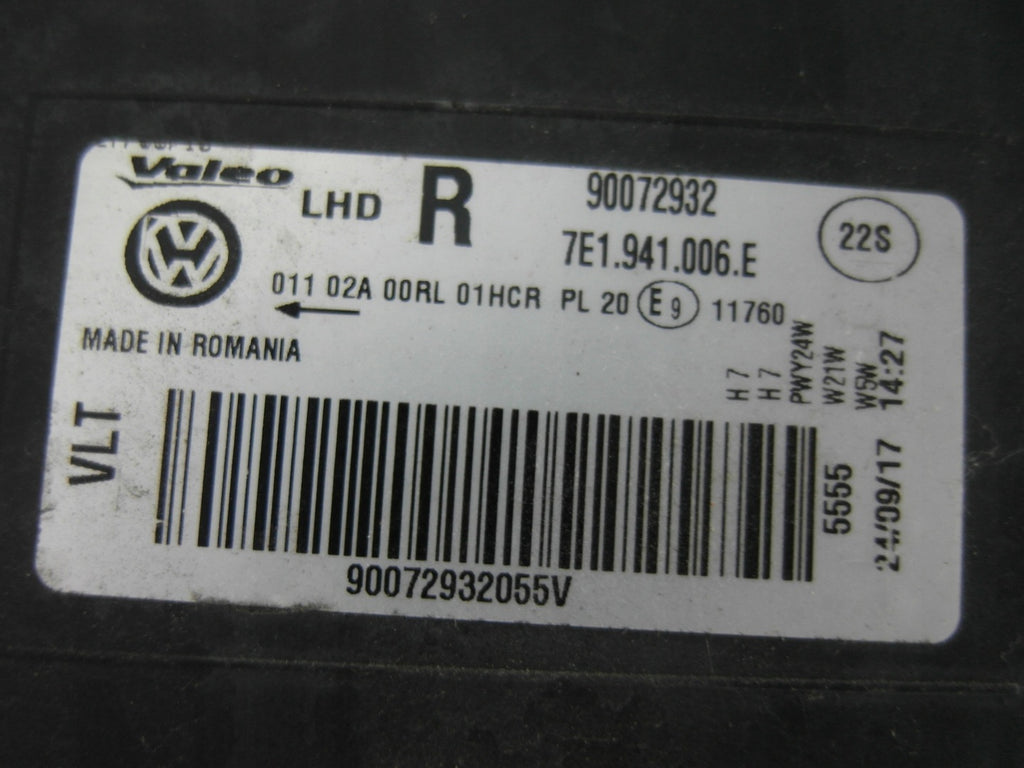 Valeo
LHD R 90072932
7E1.941.006.E
22S
011 02A 00RL 01HCR PL 20 E9 11760
MADE IN ROMANIA
VLT
H7
H7
PWY24W
W21W
W5W
5555
24/09/17 14:27
90072932055V